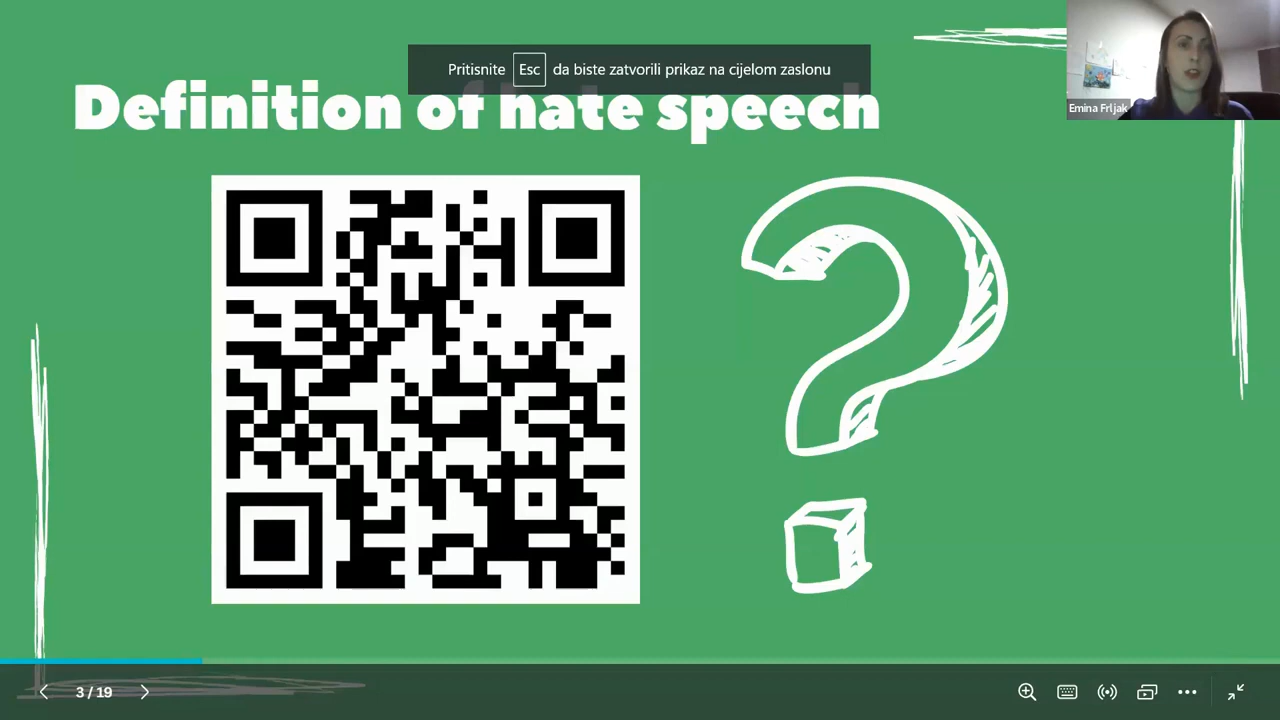 Pritisnite Esc da biste zatvorili prikaz na cijelom zaslonu
Definition of hate speech
Emina Frljak
3 / 19